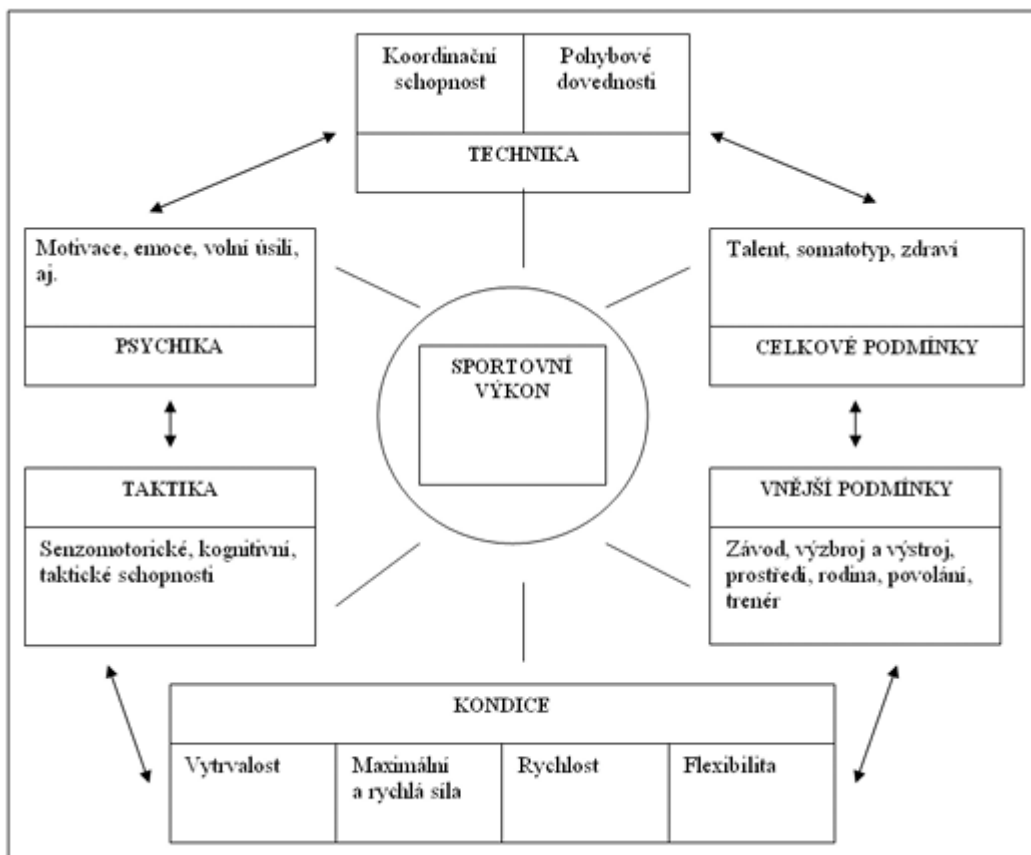 Koordinační
schopnost
Pohybové
dovednosti
TECHNIKA
Motivace, emoce, volní úsilí,
aj.
PSYCHIKA
Talent, somatotyp, zdraví
CELKOVÉ PODMÍNKY
SPORTOVNÍ
VÝKON
TAKTIKA
Senzomotorické, kognitivní,
taktické schopnosti
VNĚJŠÍ PODMÍNKY
Závod, výzbroj a výstroj,
prostředí, rodina, povolání,
trenér
KONDICE
Vytrvalost
Maximální
a rychlá síla
Rychlost
Flexibilita